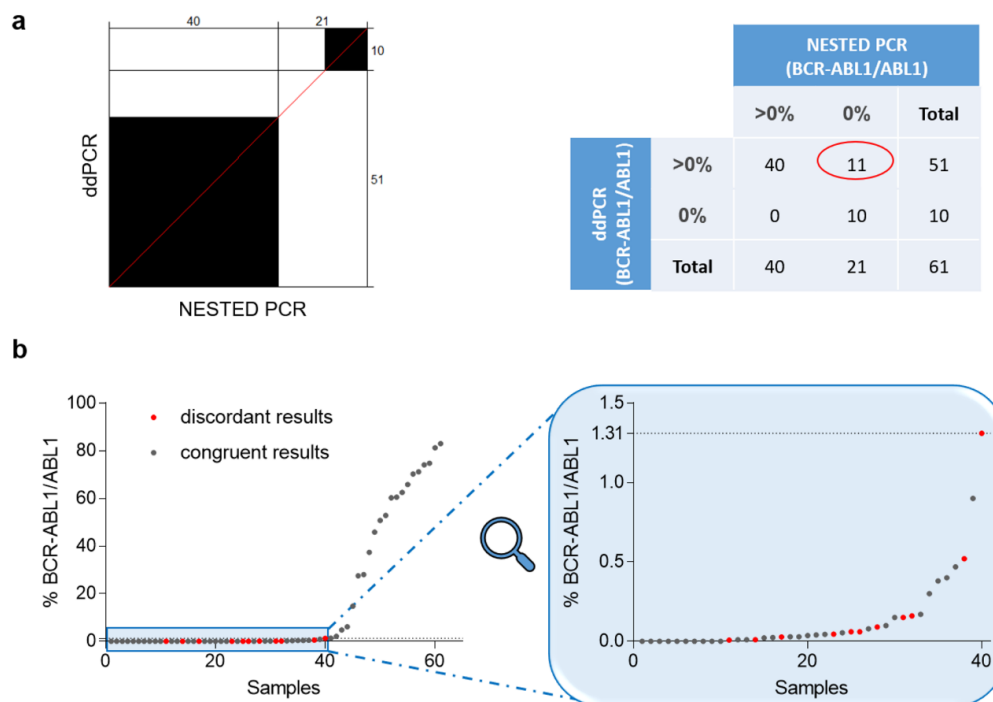 a
40
21
10
51
ddPCR
NESTED PCR
NESTED PCR
(BCR-ABL1/ABL1)
>0%
0%
Total
ddPCR
(BCR-ABL1/ABL1)
>0%
40
11
51
0%
0
10
10
Total
40
21
61
b
100
80
60
40
20
0
% BCR-ABL1/ABL1
discordant results
congruent results
0
20
40
60
Samples
1.5
1.31
1.0
0.5
0.0
% BCR-ABL1/ABL1
0
20
40
Samples